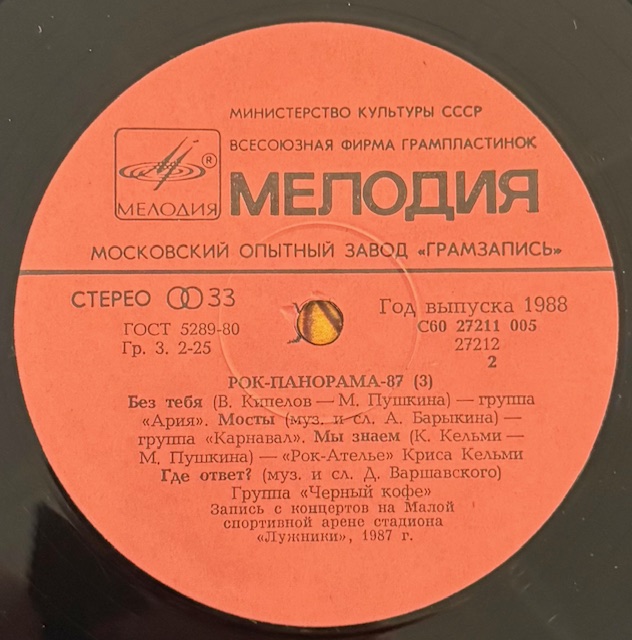 МИНИСТЕРСТВО КУЛЬТУРЫ СССР
ВСЕСОЮЗНАЯ ФИРМА ГРАМПЛАСТИНОК
®
МЕЛОДИЯ
МЕЛОДИЯ
МОСКОВСКИЙ ОПЫТНЫЙ ЗАВОД «ГРАМЗАПИСЬ»
СТЕРЕО 33
Год выпуска 1988
ГОСТ 5289-80
С60 27211 005
Гр. 3. 2-25
27212
2
РОК-ПАНОРАМА-87 (3)
Без тебя (В. Кипелов — М. Пушкина) — группа
«Ария». Мосты (муз. и сл. А. Барыкина) —
группа «Карнавал». Мы знаем (К. Кельми —
М. Пушкина) — «Рок-Ателье» Криса Кельми
Где ответ? (муз. и сл. Д. Варшавского)
Группа «Черный кофе»
Запись с концертов на Малой
спортивной арене стадиона
«Лужники», 1987 г.